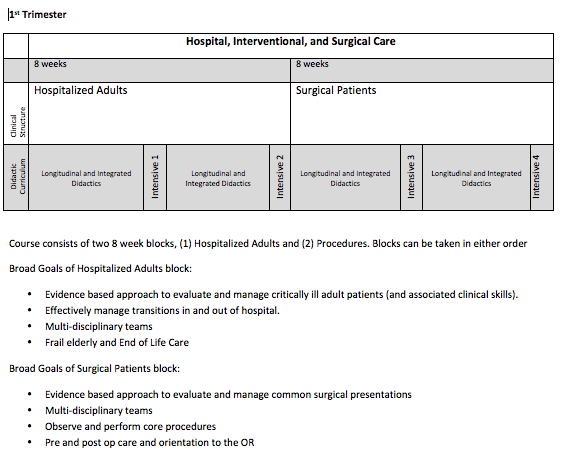 1st Trimester
Hospital, Interventional, and Surgical Care
8 weeks
8 weeks
Clinical
Structure
Hospitalized Adults
Surgical Patients
Didactic
Curriculum
Longitudinal and Integrated
Didactics
Intensive 1
Longitudinal and
Integrated Didactics
Intensive 2
Longitudinal and Integrated
Didactics
Intensive 3
Longitudinal and Integrated
Didactics
Intensive 4
Course consists of two 8 week blocks, (1) Hospitalized Adults and (2) Procedures. Blocks can be taken in either order
Broad Goals of Hospitalized Adults block:
• Evidence based approach to evaluate and manage critically ill adult patients (and associated clinical skills).
• Effectively manage transitions in and out of hospital.
• Multi-disciplinary teams
• Frail elderly and End of Life Care
Broad Goals of Surgical Patients block:
• Evidence based approach to evaluate and manage common surgical presentations
• Multi-disciplinary teams
• Observe and perform core procedures
• Pre and post op care and orientation to the OR